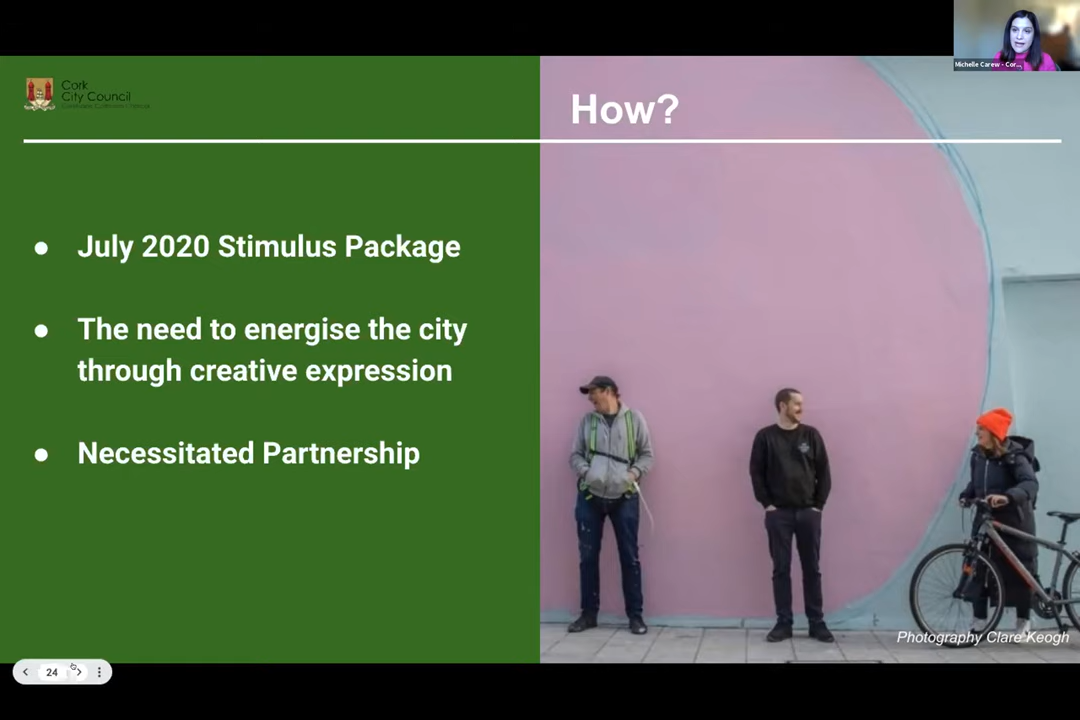 Michelle Carew - Cor...
Cork
City Council
How?
● July 2020 Stimulus Package
● The need to energise the city
through creative expression
● Necessitated Partnership
Photography Clare Keogh
24